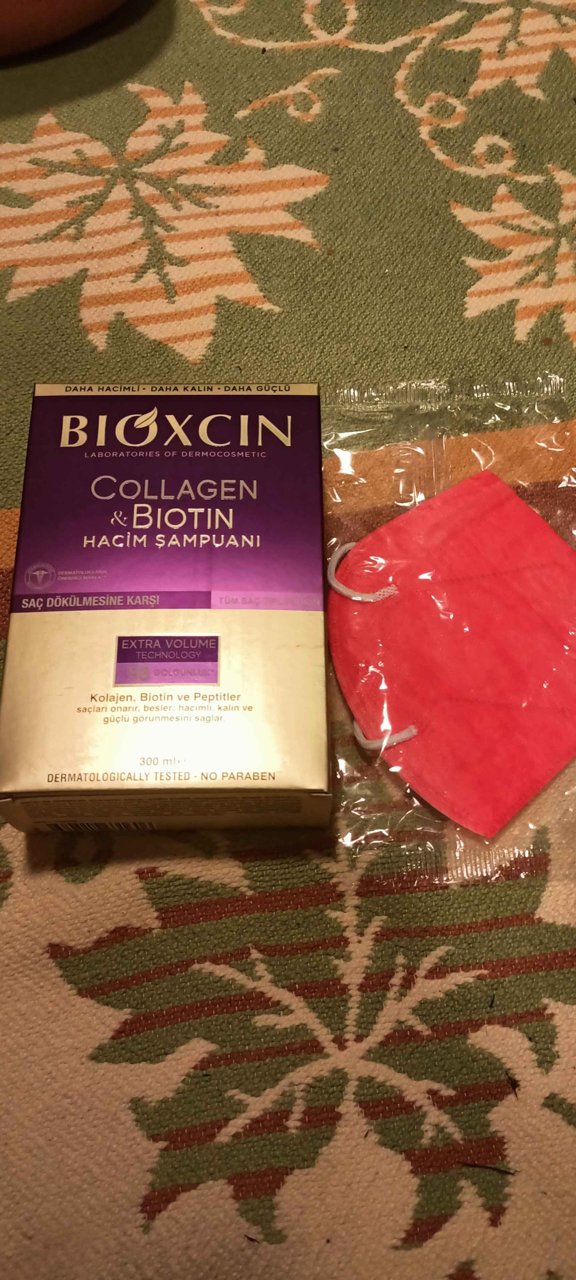 DAHA HACİMLİ • DAHA KALIN • DAHA GÜÇLÜ
BIOXCIN
LABORATORIES OF DERMOCOSMETIC
COLLAGEN
& BIOTIN
HACİM ŞAMPUANI
SAÇ DÖKÜLMESİNE KARŞI
TÜM SAÇ
EXTRA VOLUME
TECHNOLOGY
Kolajen, Biotin ve Peptitler
saçları onarır, besler; hacimli, kalın ve
güçlü görünmesini sağlar.
300 ml e
DERMATOLOGICALLY TESTED - NO PARABEN